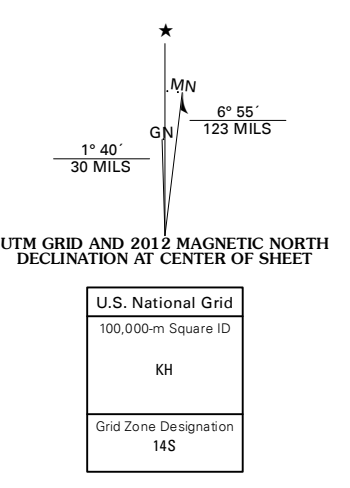 ★
MN
GN
6° 55´
123 MILS
1° 40´
30 MILS
UTM GRID AND 2012 MAGNETIC NORTH
DECLINATION AT CENTER OF SHEET
U.S. National Grid
100,000-m Square ID
KH
Grid Zone Designation
14S